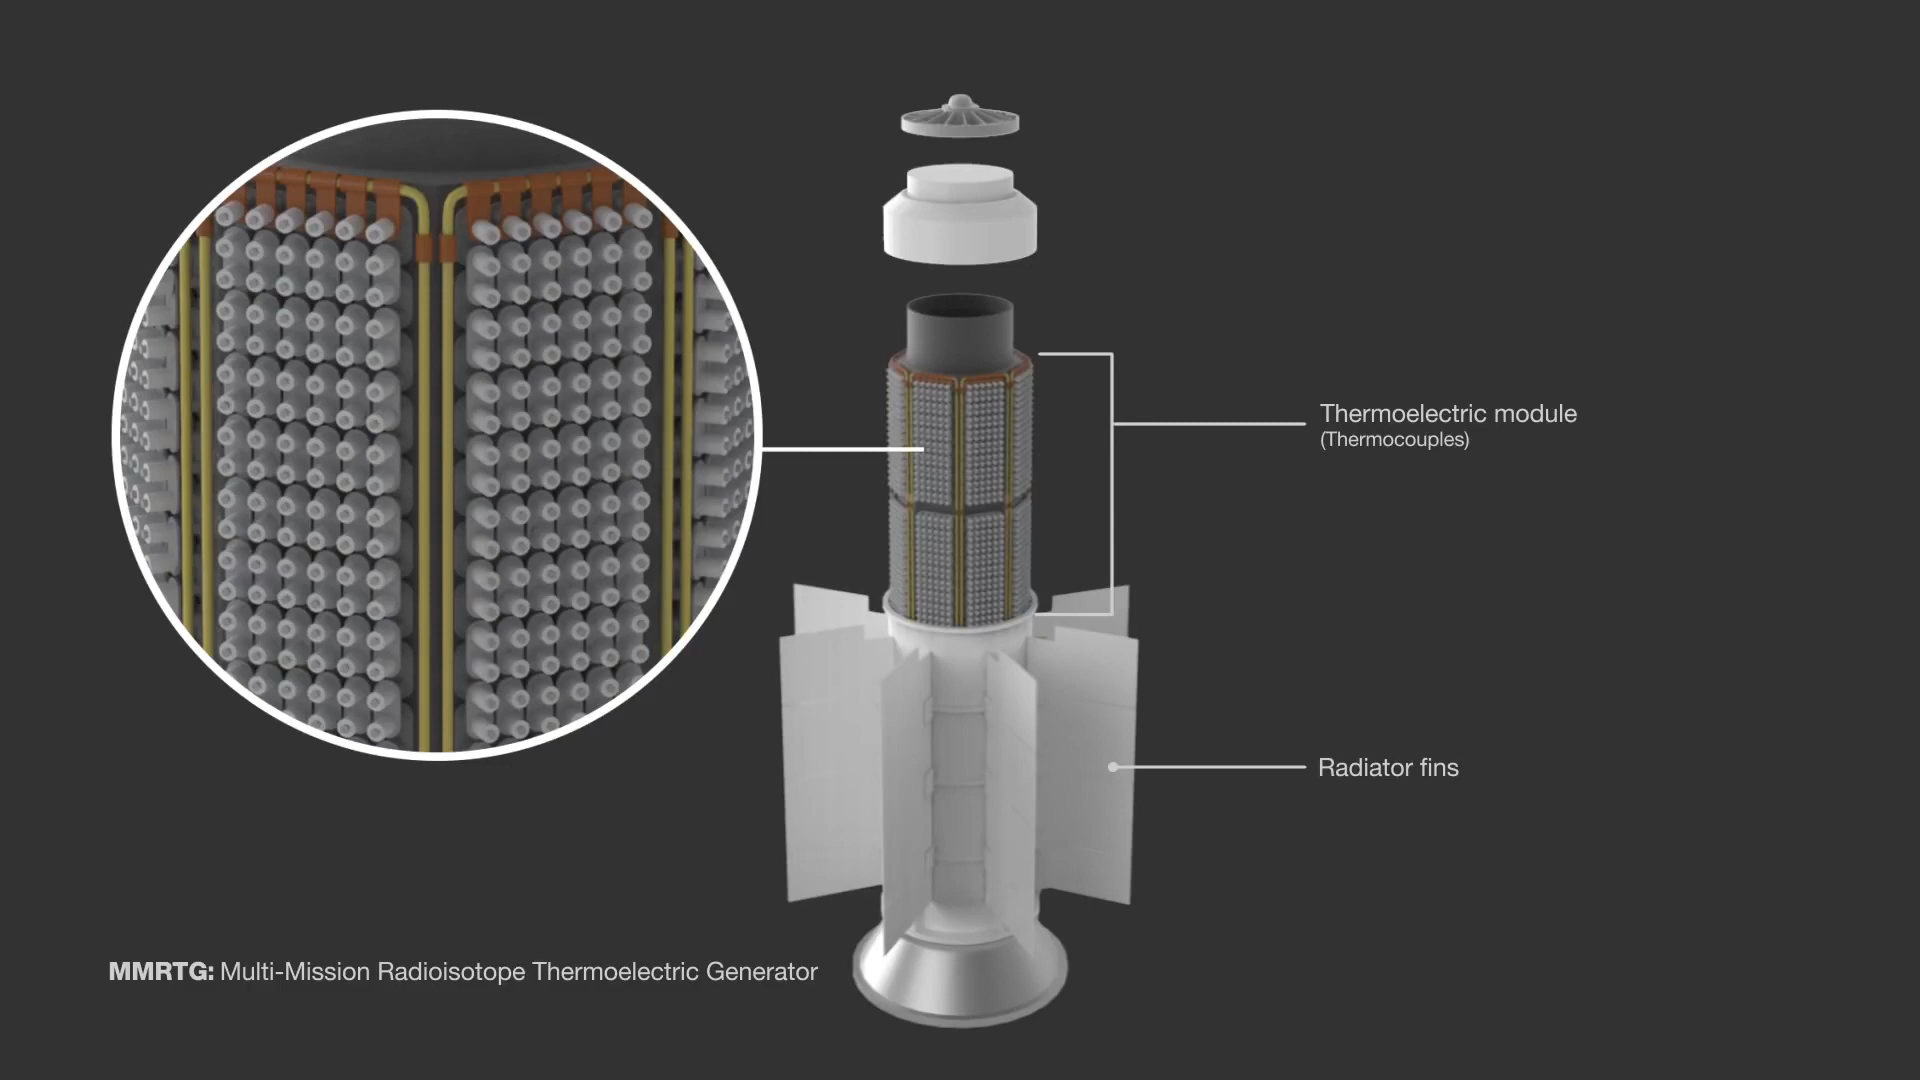 Thermoelectric module
(Thermocouples)
Radiator fins
MMRTG: Multi-Mission Radioisotope Thermoelectric Generator